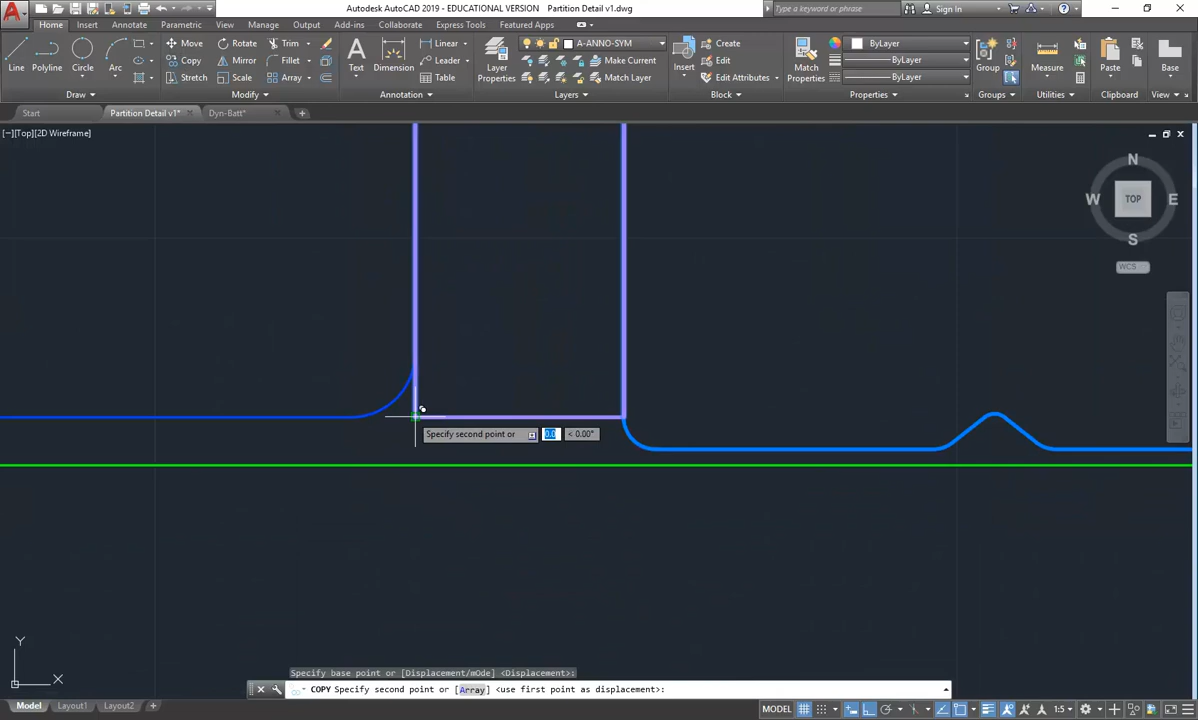 Autodesk AutoCAD 2019 - EDUCATIONAL VERSION Partition Detail v1.dwg
Type a keyword or phrase
Sign In
Home Insert Annotate Parametric View Manage Output Add-ins Collaborate Express Tools Featured Apps
Line Polyline Circle Arc
Move Rotate Trim
Copy Mirror Fillet
Stretch Scale Array
Text Dimension
Linear
Leader
Table
Layer Properties
A-ANNO-SYM
Make Current
Match Layer
Insert
Create
Edit
Edit Attributes
Match Properties
ByLayer
ByLayer
ByLayer
Group
Measure
Paste
Base
Draw Modify Annotation Layers Block Properties Groups Utilities Clipboard View
Start Partition Detail v1* Dyn-Batt*
[−][Top][2D Wireframe]
N
W TOP E
S
WCS
Specify second point or 0.0 < 0.00°
Y
X
Specify base point or [Displacement/mOde] <Displacement>:
COPY Specify second point or [Array] <use first point as displacement>:
Model Layout1 Layout2
MODEL
1:5